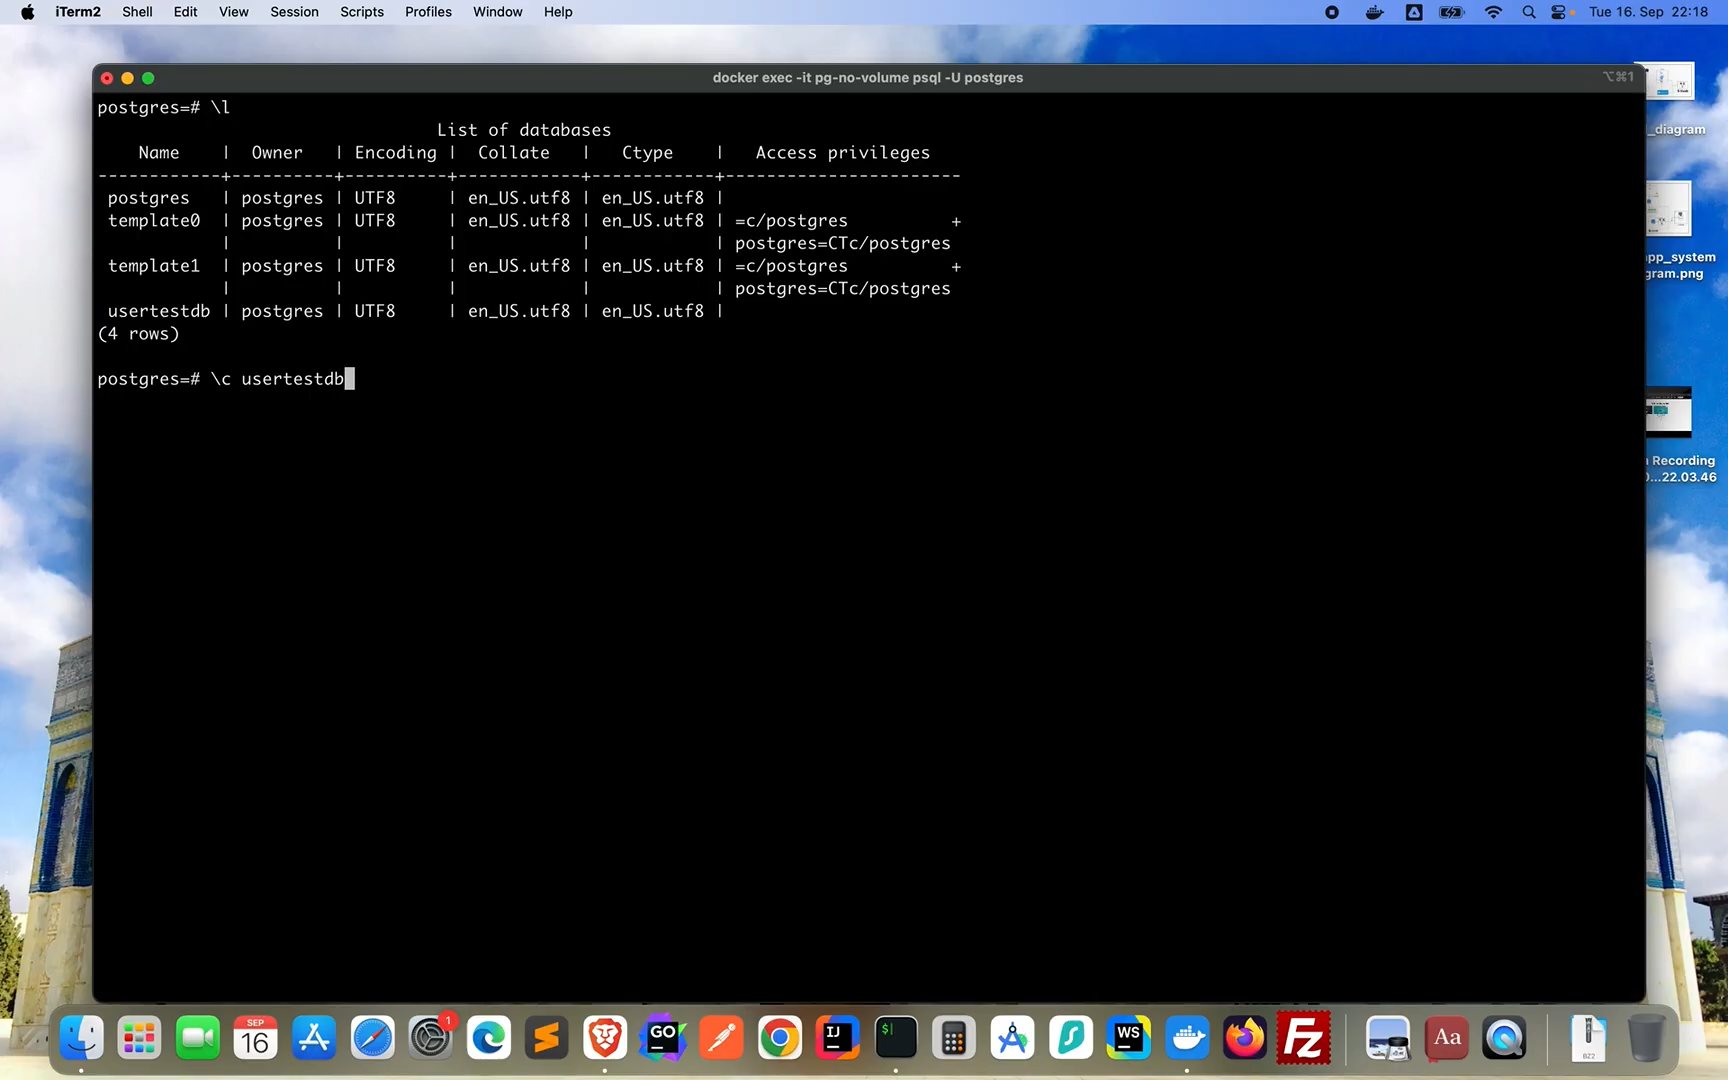 iTerm2 Shell Edit View Session Scripts Profiles Window Help Tue 16. Sep 22:18
docker exec -it pg-no-volume psql -U postgres ⌥⌘1
postgres=# \l
List of databases
Name | Owner | Encoding | Collate | Ctype | Access privileges
------------+----------+----------+------------+------------+-----------------------
postgres | postgres | UTF8 | en_US.utf8 | en_US.utf8 |
template0 | postgres | UTF8 | en_US.utf8 | en_US.utf8 | =c/postgres +
| | | | | postgres=CTc/postgres
template1 | postgres | UTF8 | en_US.utf8 | en_US.utf8 | =c/postgres +
| | | | | postgres=CTc/postgres
usertestdb | postgres | UTF8 | en_US.utf8 | en_US.utf8 |
(4 rows)
postgres=# \c usertestdb
_diagram
pp_system
gram.png
Recording
...22.03.46
SEP
16
1
GO
IJ
$
WS
Fz
Aa
BZ2